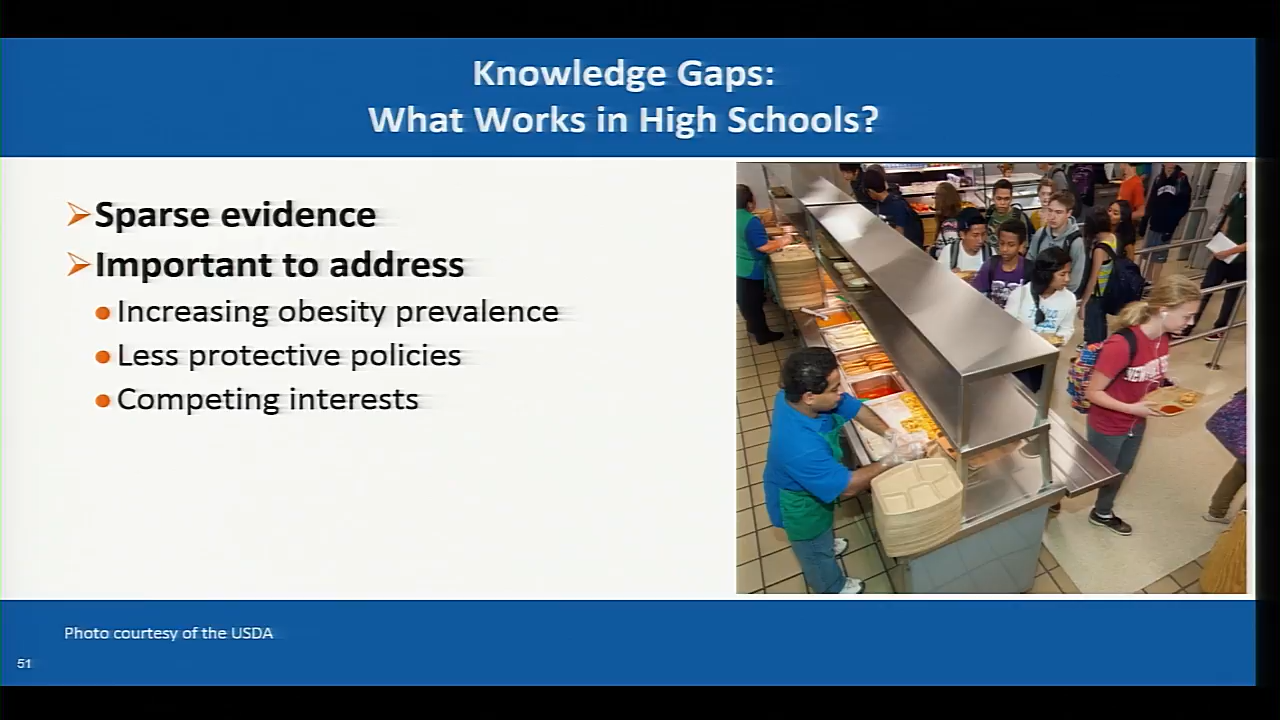 Knowledge Gaps:
What Works in High Schools?
➢Sparse evidence
➢Important to address
●Increasing obesity prevalence
●Less protective policies
●Competing interests
Photo courtesy of the USDA
51